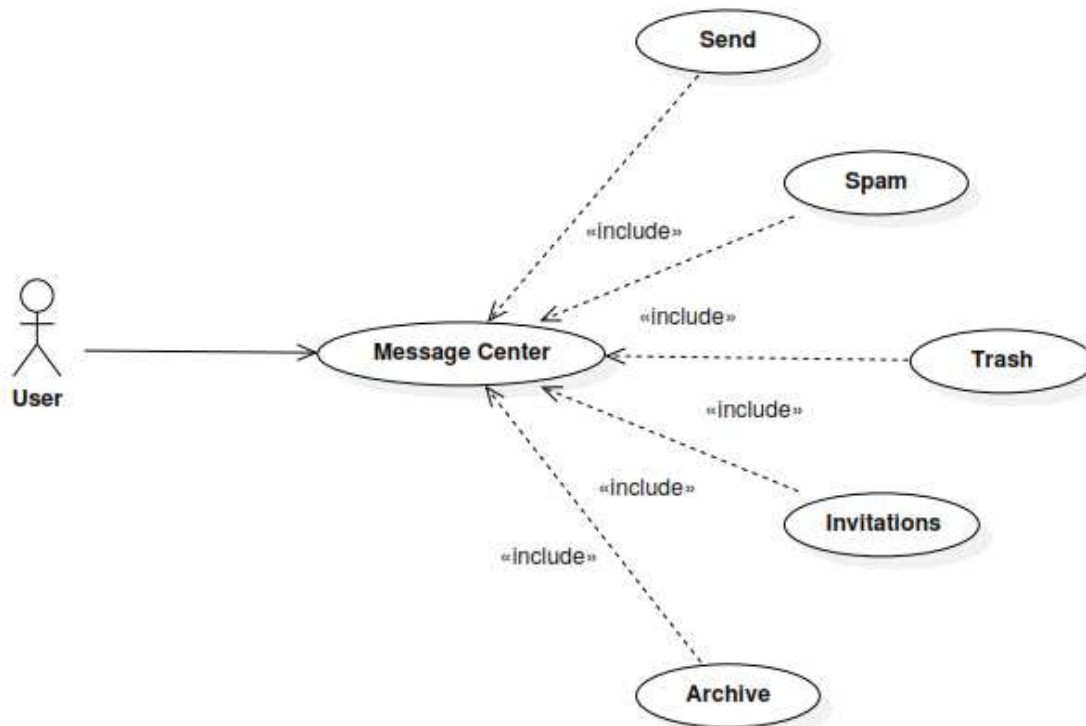 Send
Spam
«include»
«include»
Message Center
Trash
User
«include»
«include»
Invitations
«include»
Archive